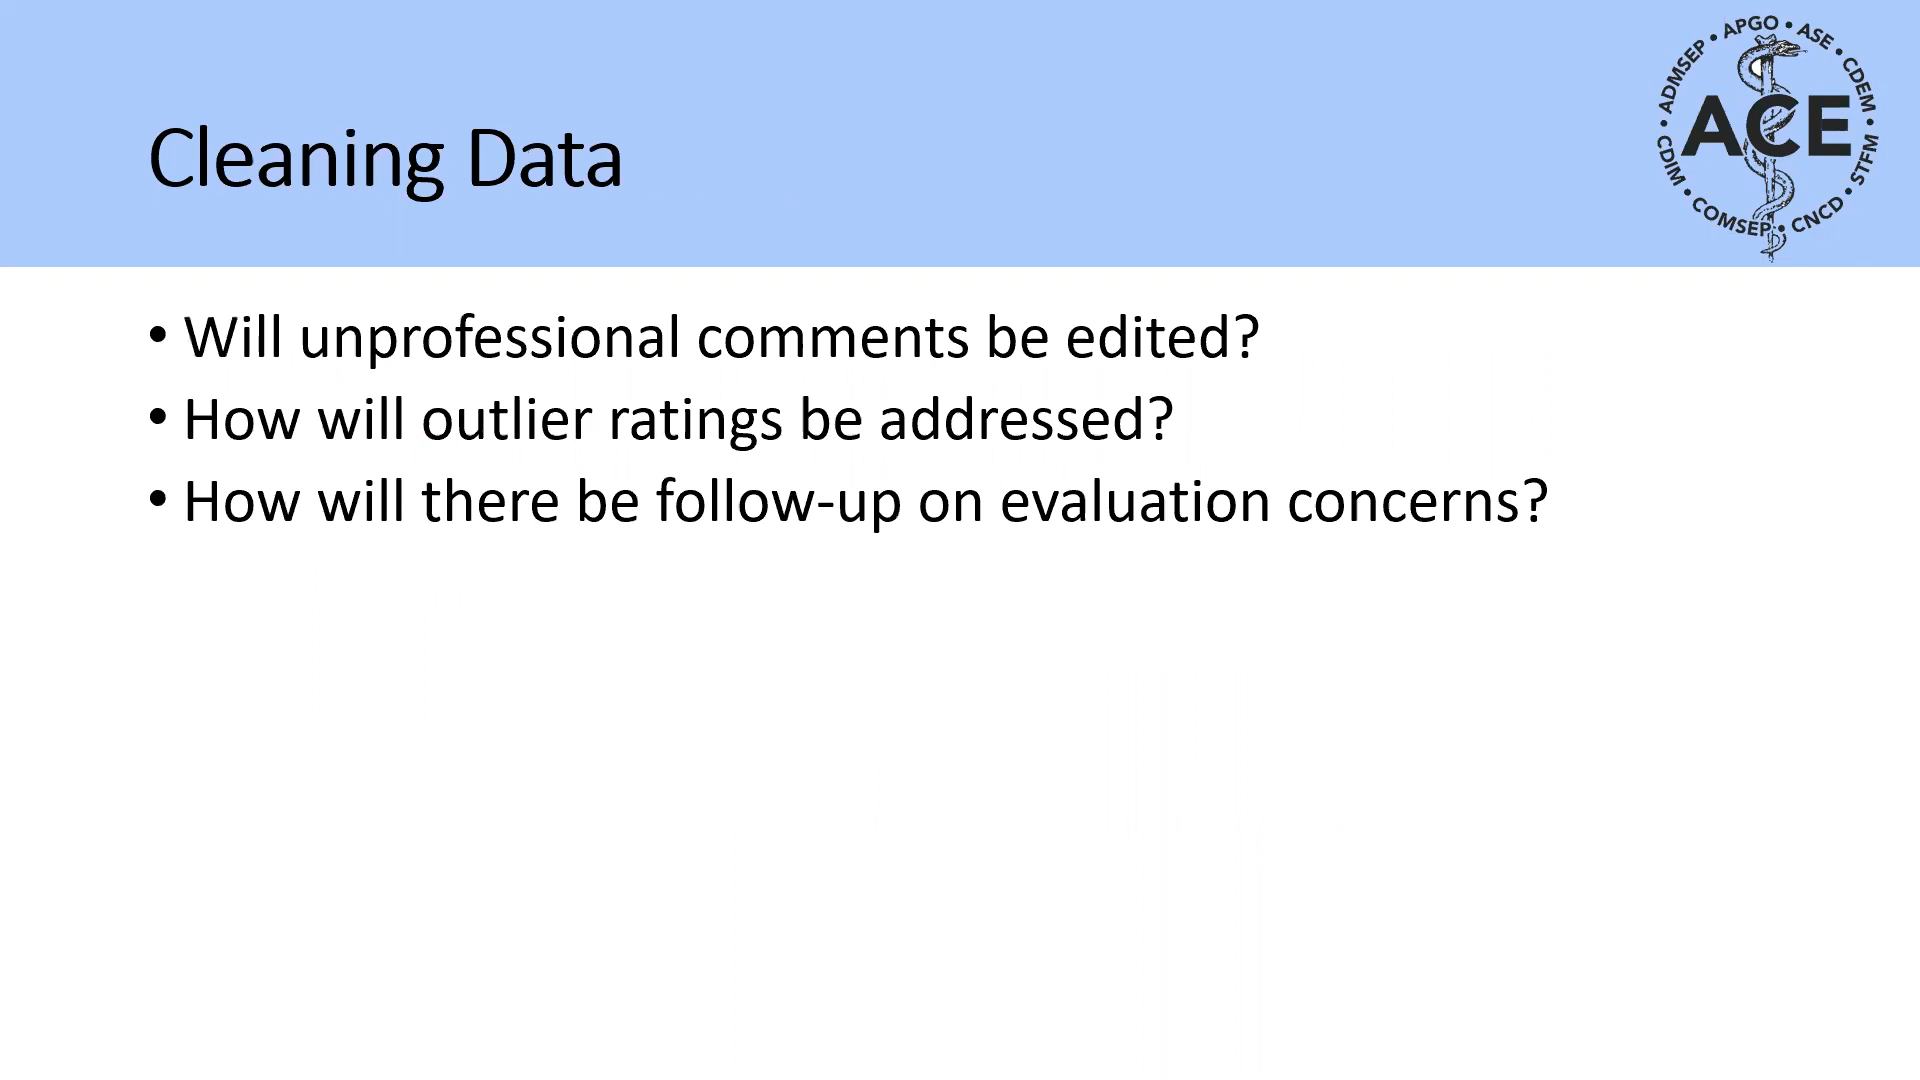 Cleaning Data
ADMSEP • APGO • ASE • CDEM • STFM • CNCD • COMSEP • CDIM •
ACE
• Will unprofessional comments be edited?
• How will outlier ratings be addressed?
• How will there be follow-up on evaluation concerns?